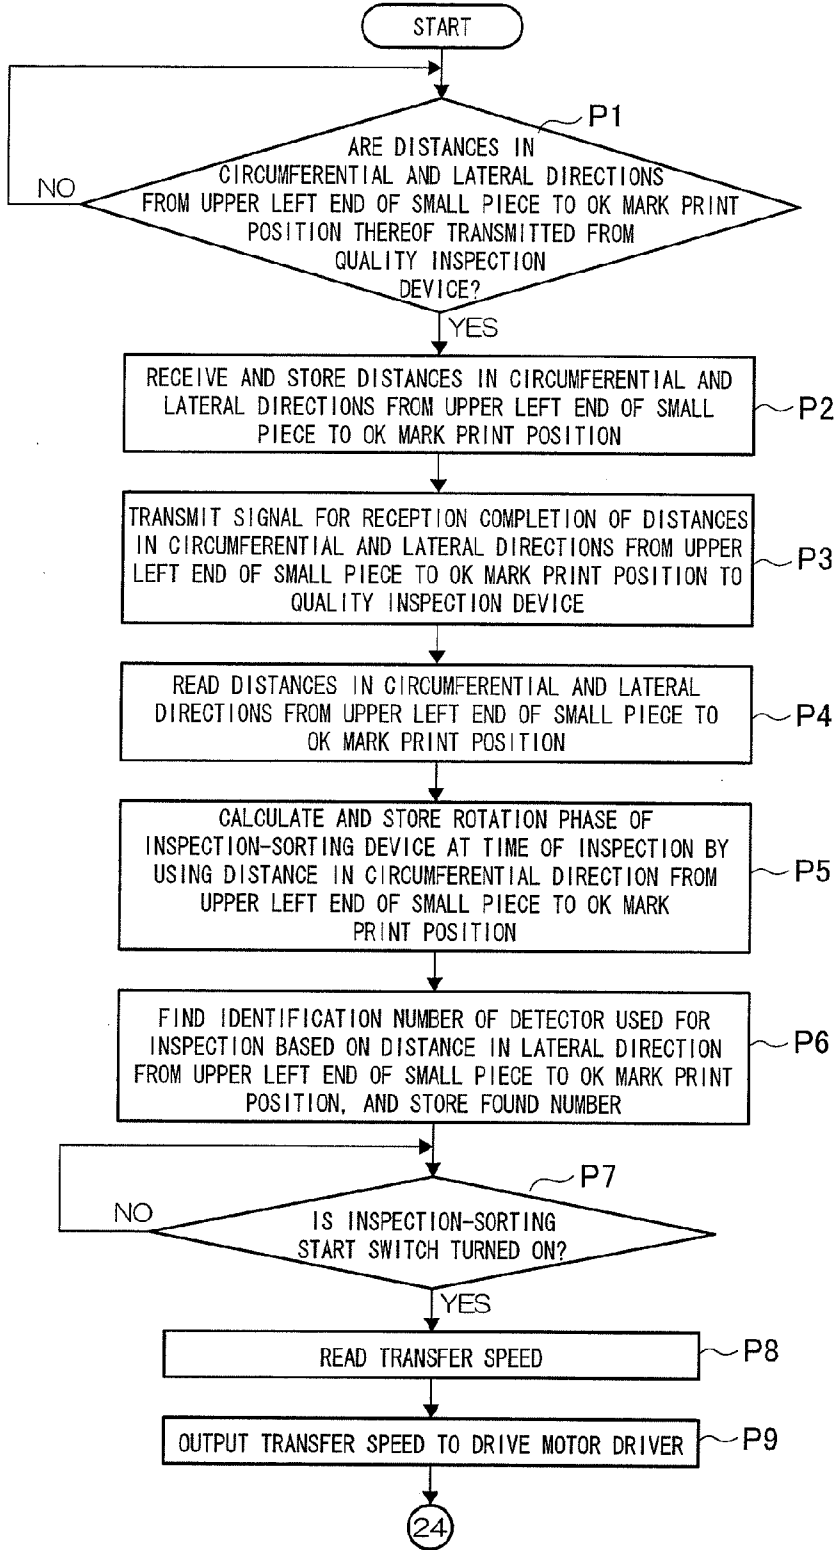 START
P1
ARE DISTANCES IN
CIRCUMFERENTIAL AND LATERAL DIRECTIONS
FROM UPPER LEFT END OF SMALL PIECE TO OK MARK PRINT
POSITION THEREOF TRANSMITTED FROM
QUALITY INSPECTION
DEVICE?
NO
YES
RECEIVE AND STORE DISTANCES IN CIRCUMFERENTIAL AND
LATERAL DIRECTIONS FROM UPPER LEFT END OF SMALL
PIECE TO OK MARK PRINT POSITION
P2
TRANSMIT SIGNAL FOR RECEPTION COMPLETION OF DISTANCES
IN CIRCUMFERENTIAL AND LATERAL DIRECTIONS FROM UPPER
LEFT END OF SMALL PIECE TO OK MARK PRINT POSITION TO
QUALITY INSPECTION DEVICE
P3
READ DISTANCES IN CIRCUMFERENTIAL AND LATERAL
DIRECTIONS FROM UPPER LEFT END OF SMALL PIECE TO
OK MARK PRINT POSITION
P4
CALCULATE AND STORE ROTATION PHASE OF
INSPECTION-SORTING DEVICE AT TIME OF INSPECTION BY
USING DISTANCE IN CIRCUMFERENTIAL DIRECTION FROM
UPPER LEFT END OF SMALL PIECE TO OK MARK
PRINT POSITION
P5
FIND IDENTIFICATION NUMBER OF DETECTOR USED FOR
INSPECTION BASED ON DISTANCE IN LATERAL DIRECTION
FROM UPPER LEFT END OF SMALL PIECE TO OK MARK PRINT
POSITION, AND STORE FOUND NUMBER
P6
P7
NO
IS INSPECTION-SORTING
START SWITCH TURNED ON?
YES
READ TRANSFER SPEED
P8
OUTPUT TRANSFER SPEED TO DRIVE MOTOR DRIVER
P9
24